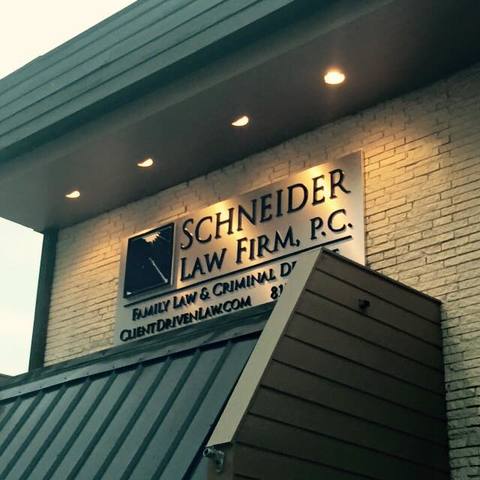 SCHNEIDER
LAW FIRM, P.C.
FAMILY LAW & CRIMINAL
CLIENTDRIVENLAW.COM